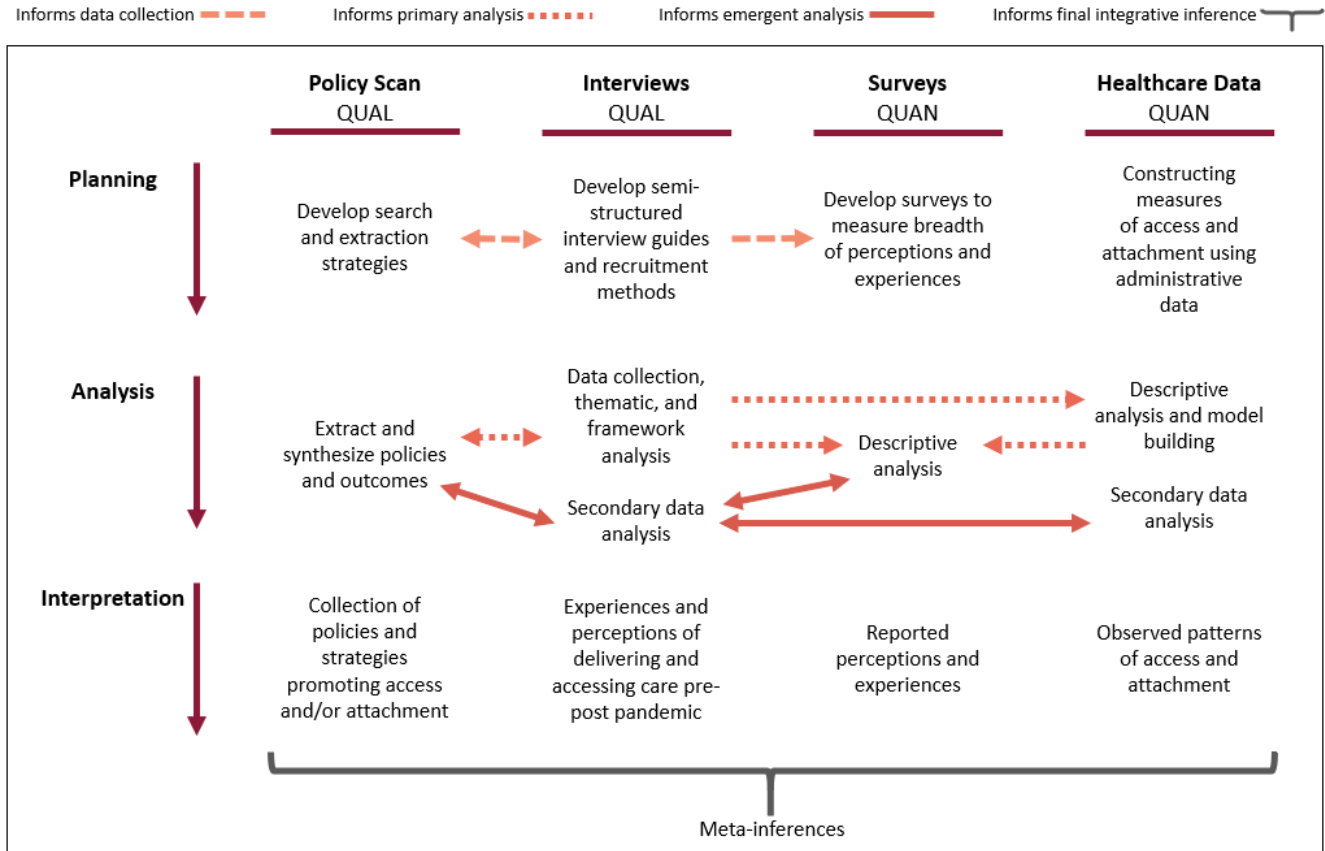 Informs data collection
Informs primary analysis
Informs emergent analysis
Informs final integrative inference
Policy Scan
QUAL
Interviews
QUAL
Surveys
QUAN
Healthcare Data
QUAN
Planning
Develop search
and extraction
strategies
Develop semi-
structured
interview guides
and recruitment
methods
Develop surveys to
measure breadth
of perceptions and
experiences
Constructing
measures
of access and
attachment using
administrative
data
Analysis
Extract and
synthesize policies
and outcomes
Data collection,
thematic, and
framework
analysis
Secondary data
analysis
Descriptive
analysis
Descriptive
analysis and model
building
Secondary data
analysis
Interpretation
Collection of
policies and
strategies
promoting access
and/or attachment
Experiences and
perceptions of
delivering and
accessing care pre-
post pandemic
Reported
perceptions and
experiences
Observed patterns
of access and
attachment
Meta-inferences